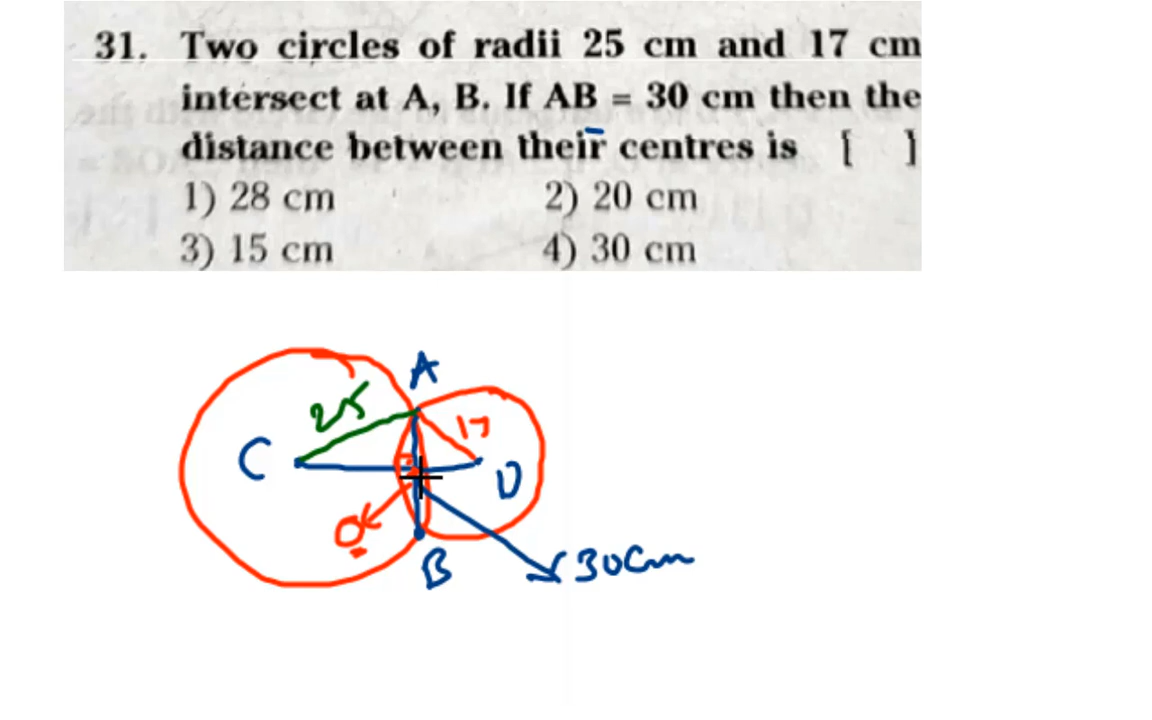 31. Two circles of radii 25 cm and 17 cm
intersect at A, B. If AB = 30 cm then the
distance between their centres is [ ]
1) 28 cm 2) 20 cm
3) 15 cm 4) 30 cm
A
25
17
C
D
O
B
30cm